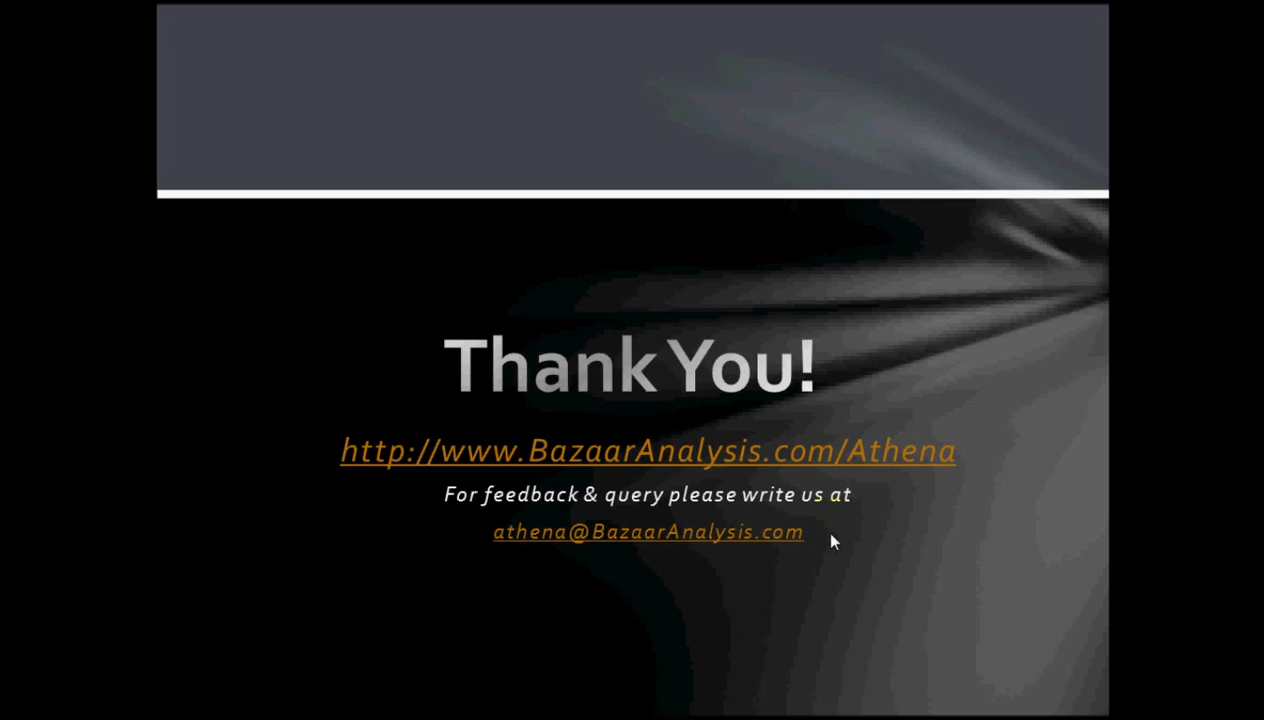 Thank You!
http://www.BazaarAnalysis.com/Athena
For feedback & query please write us at
athena@BazaarAnalysis.com